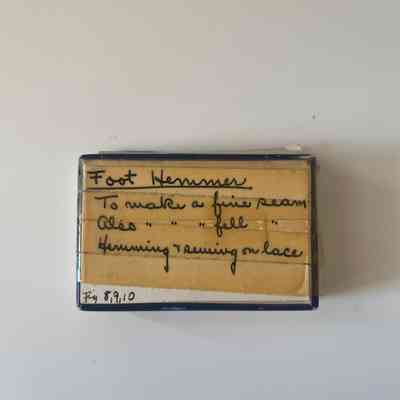 Foot Hemmer
To make a fine seam
Also " " " fell "
Hemming & sewing on lace
Fig 8,9,10